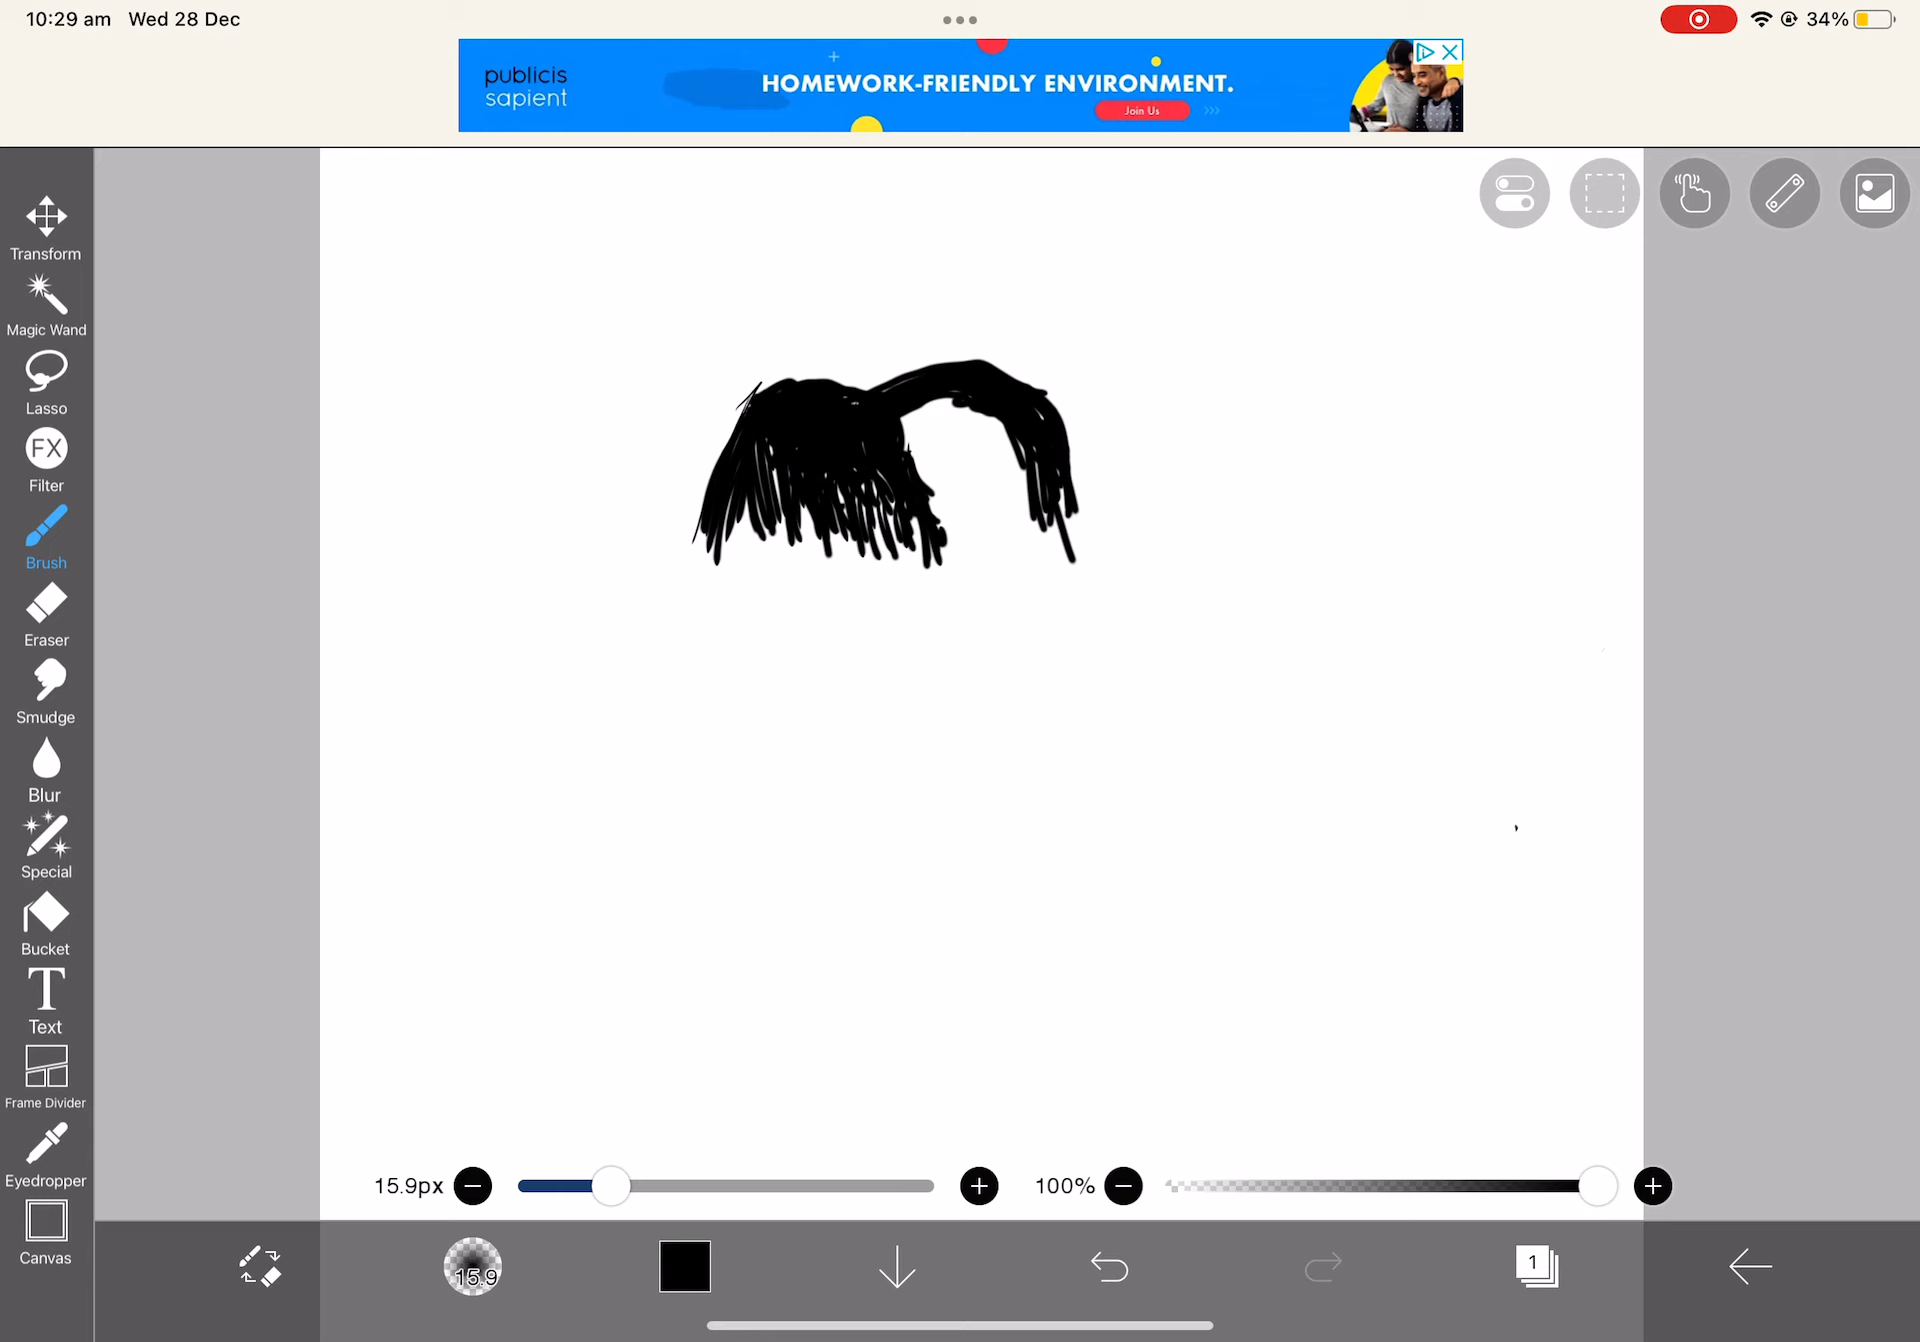 10:29 am Wed 28 Dec
34%
publicis
sapient
HOMEWORK-FRIENDLY ENVIRONMENT.
Join Us
Transform
Magic Wand
Lasso
FX
Filter
Brush
Eraser
Smudge
Blur
Special
Bucket
T
Text
Frame Divider
Eyedropper
Canvas
15.9px
100%
15.9
1